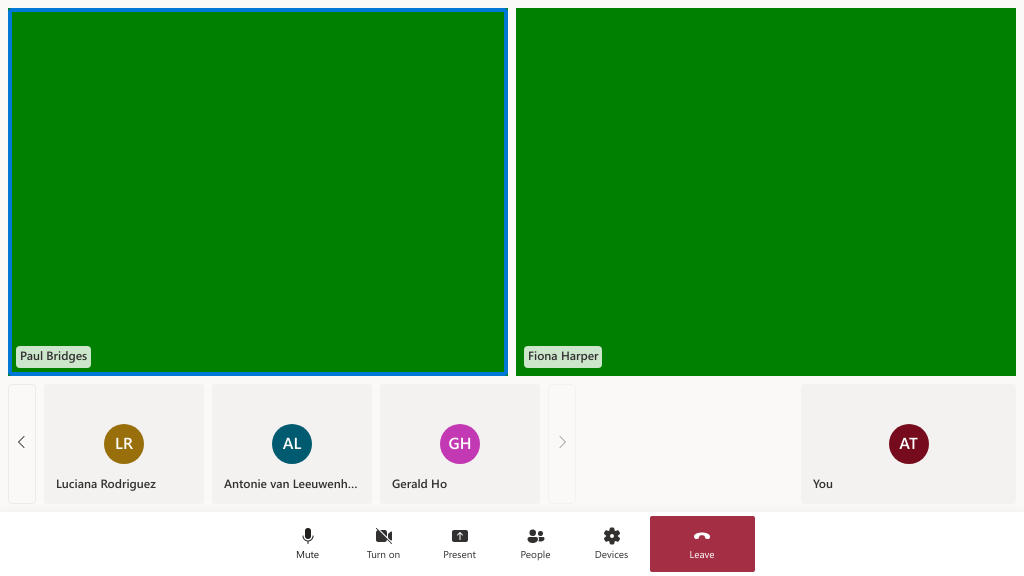 Paul Bridges
Fiona Harper
LR
AL
GH
AT
Luciana Rodriguez
Antonie van Leeuwenh...
Gerald Ho
You
Mute
Turn on
Present
People
Devices
Leave